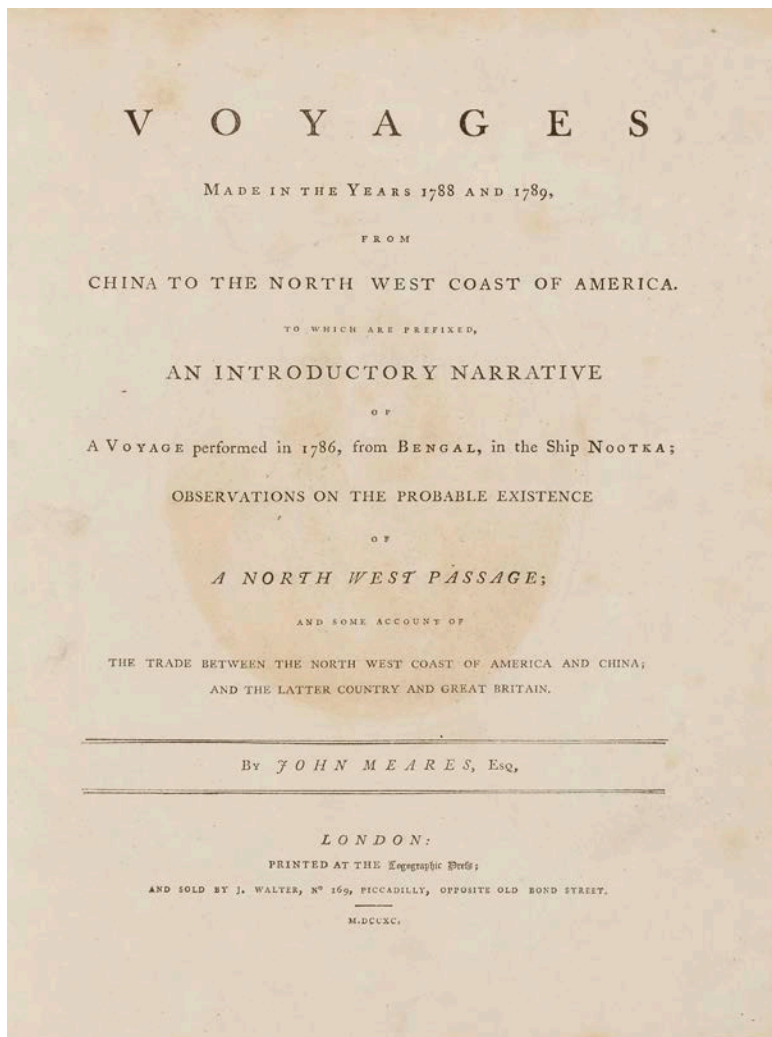 VOYAGES
MADE IN THE YEARS 1788 AND 1789,
FROM
CHINA TO THE NORTH WEST COAST OF AMERICA.
TO WHICH ARE PREFIXED,
AN INTRODUCTORY NARRATIVE
OF
A VOYAGE performed in 1786, from BENGAL, in the Ship NOOTKA;
OBSERVATIONS ON THE PROBABLE EXISTENCE
OF
A NORTH WEST PASSAGE;
AND SOME ACCOUNT OF
THE TRADE BETWEEN THE NORTH WEST COAST OF AMERICA AND CHINA;
AND THE LATTER COUNTRY AND GREAT BRITAIN.
BY JOHN MEARES, ESQ,
LONDON:
PRINTED AT THE Logographic Preſs;
AND SOLD BY J. WALTER, Nº 169, PICCADILLY, OPPOSITE OLD BOND STREET.
M.DCCXC.